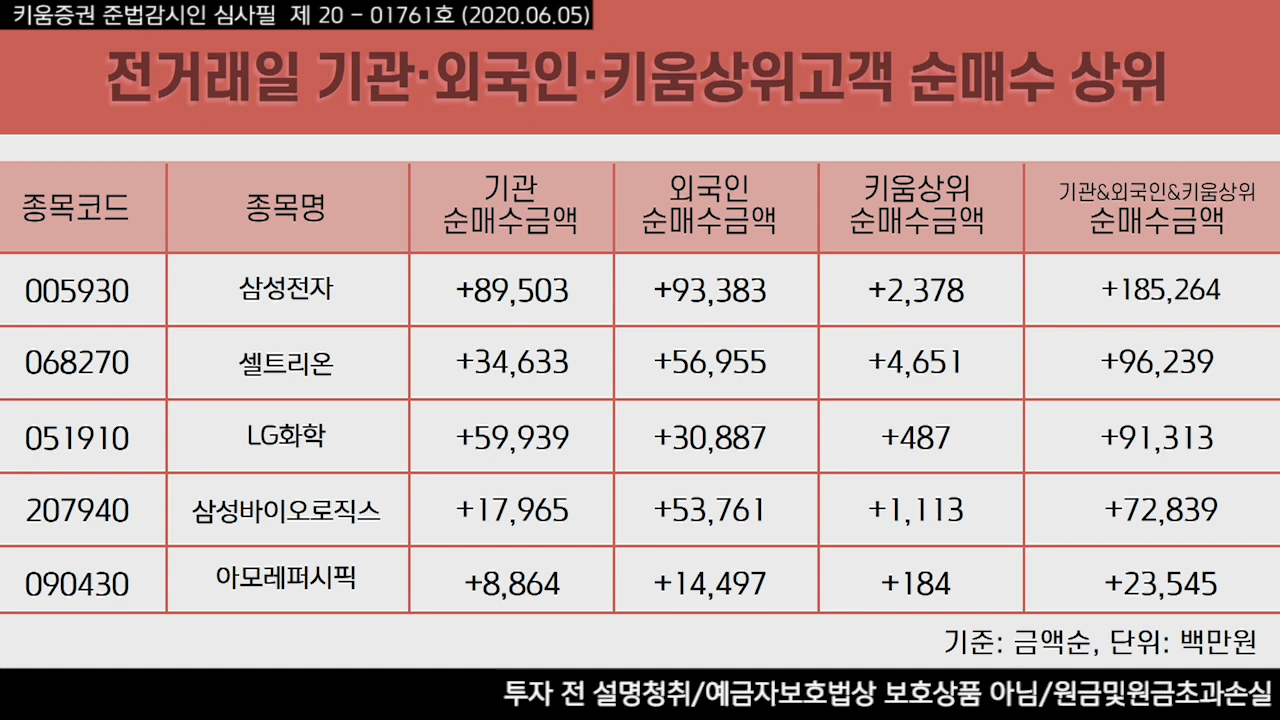 키움증권 준법감시인 심사필 제 20 - 01761호 (2020.06.05)
전거래일 기관·외국인·키움상위고객 순매수 상위
종목코드 종목명 기관 순매수금액 외국인 순매수금액 키움상위 순매수금액 기관&외국인&키움상위 순매수금액
005930 삼성전자 +89,503 +93,383 +2,378 +185,264
068270 셀트리온 +34,633 +56,955 +4,651 +96,239
051910 LG화학 +59,939 +30,887 +487 +91,313
207940 삼성바이오로직스 +17,965 +53,761 +1,113 +72,839
090430 아모레퍼시픽 +8,864 +14,497 +184 +23,545
기준: 금액순, 단위: 백만원
투자 전 설명청취/예금자보호법상 보호상품 아님/원금및원금초과손실